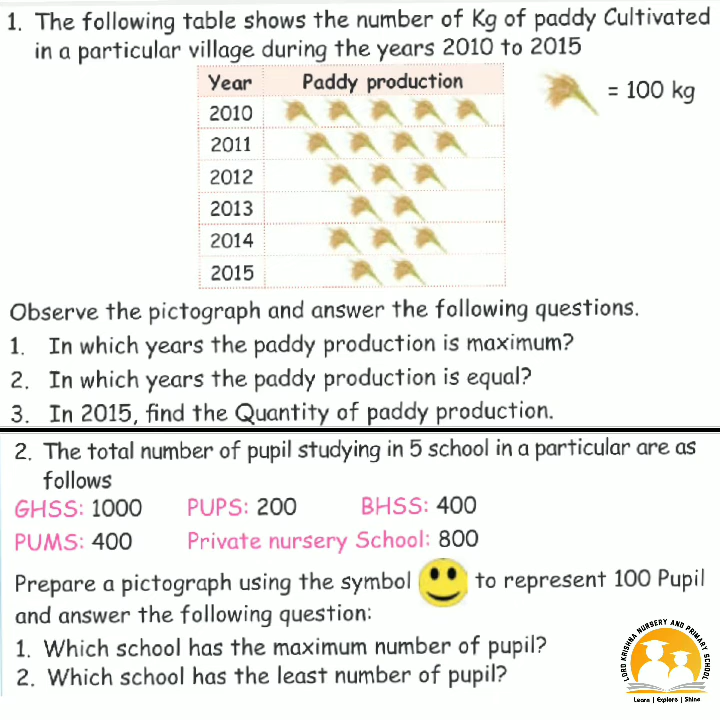 1. The following table shows the number of Kg of paddy Cultivated
in a particular village during the years 2010 to 2015
Year Paddy production
= 100 kg
2010
2011
2012
2013
2014
2015
Observe the pictograph and answer the following questions.
1. In which years the paddy production is maximum?
2. In which years the paddy production is equal?
3. In 2015, find the Quantity of paddy production.
2. The total number of pupil studying in 5 school in a particular are as
follows
GHSS: 1000 PUPS: 200 BHSS: 400
PUMS: 400 Private nursery School: 800
Prepare a pictograph using the symbol to represent 100 Pupil
and answer the following question:
1. Which school has the maximum number of pupil?
2. Which school has the least number of pupil?
LORD KRISHNA NURSERY AND PRIMARY SCHOOL
Learn | Explore | Shine